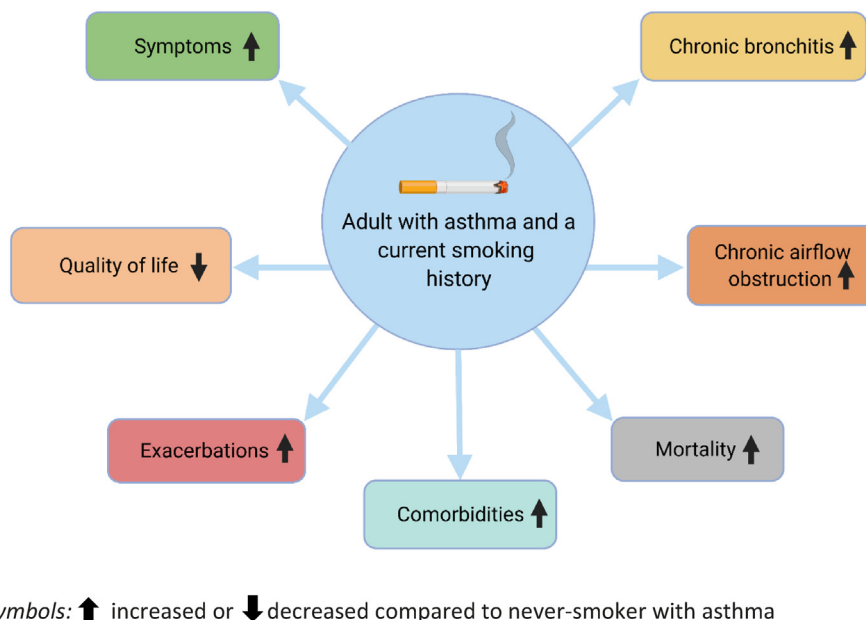 Symptoms ⬆
Chronic bronchitis ⬆
Adult with asthma and a
current smoking
history
Quality of life ⬇
Chronic airflow
obstruction ⬆
Exacerbations ⬆
Mortality ⬆
Comorbidities ⬆
ymbols: ⬆ increased or ⬇ decreased compared to never-smoker with asthma